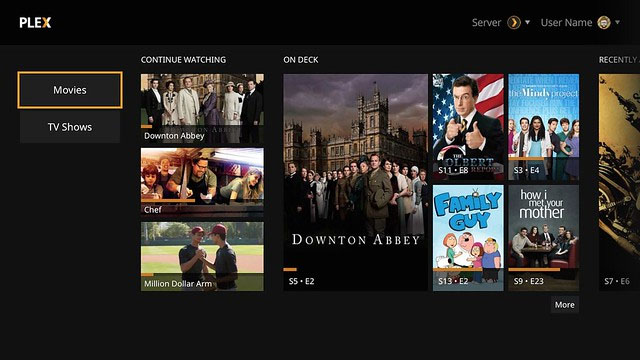 PLEX
Server
User Name
Movies
TV Shows
CONTINUE WATCHING
Downton Abbey
Chef
Million Dollar Arm
ON DECK
DOWNTON ABBEY
S5 • E2
THE
COLBERT
REPORT
S11 • E8
the Mindy project
S3 • E4
FAMILY
GUY
S13 • E2
how i
met your
mother
S9 • E23
More
RECENTLY
S7 • E6